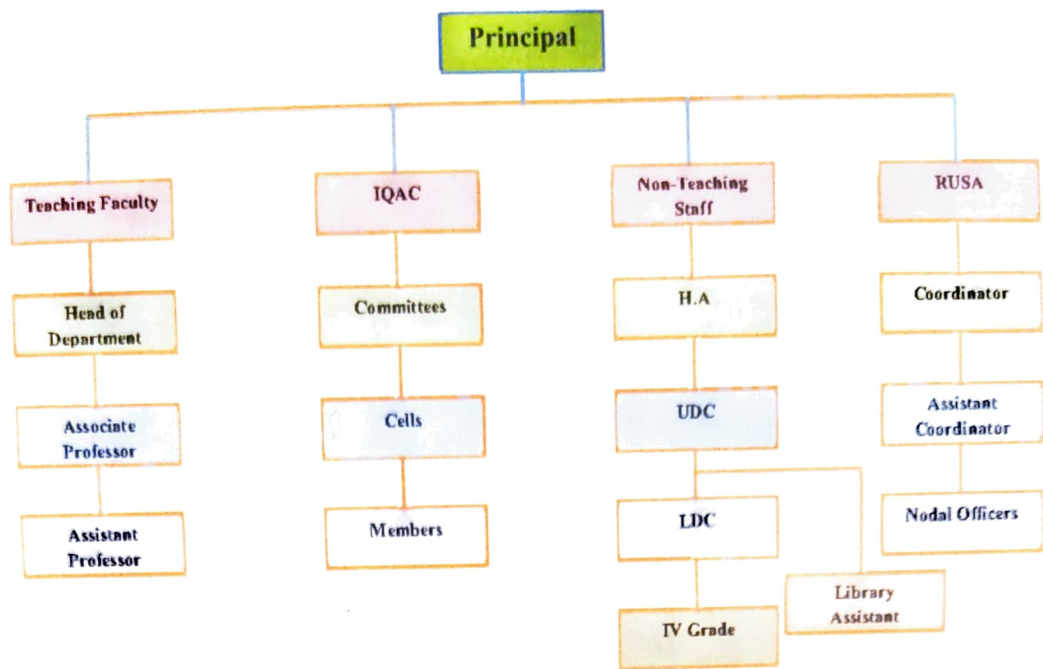 Principal
Teaching Faculty
IQAC
Non-Teaching
Staff
RUSA
Head of
Department
Committees
H.A
Coordinator
Associate
Professor
Cells
UDC
Assistant
Coordinator
Assistant
Professor
Members
LDC
Nodal Officers
Library
Assistant
IV Grade